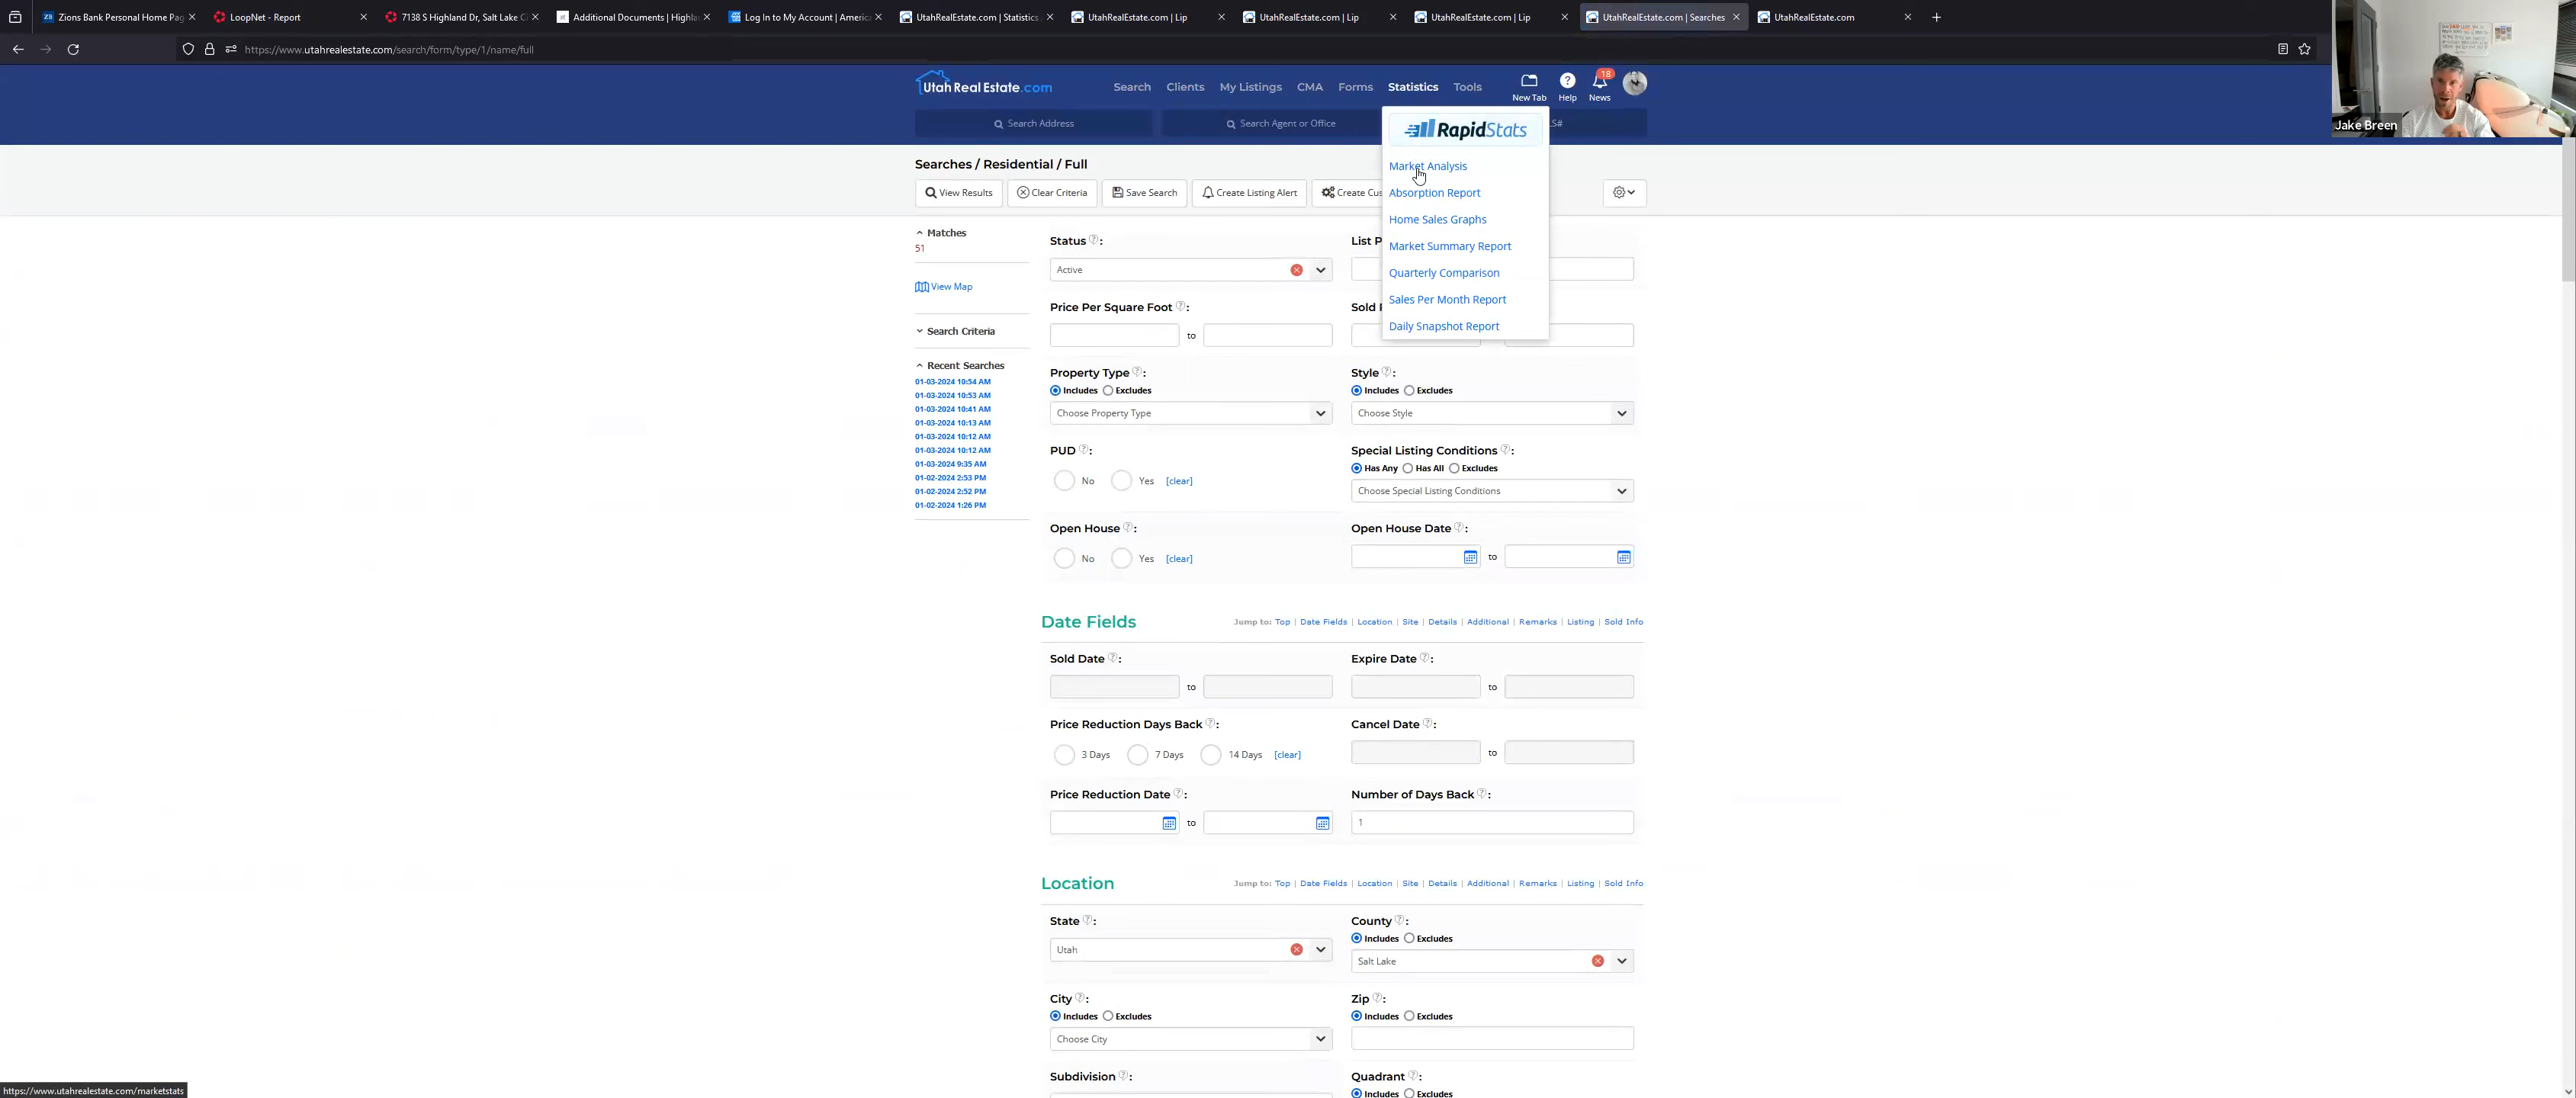 Zions Bank Personal Home Pag
LoopNet - Report
7138 S Highland Dr, Salt Lake Ci
Additional Documents | Highla
Log In to My Account | Americ
UtahRealEstate.com | Statistics
UtahRealEstate.com | Lip
UtahRealEstate.com | Lip
UtahRealEstate.com | Lip
UtahRealEstate.com | Searches
UtahRealEstate.com
https://www.utahrealestate.com/search/form/type/1/name/full
Jake Breen
UtahRealEstate.com
Search Clients My Listings CMA Forms Statistics Tools
New Tab Help 18 News
Search Address Search Agent or Office LS#
RapidStats
Market Analysis
Absorption Report
Home Sales Graphs
Market Summary Report
Quarterly Comparison
Sales Per Month Report
Daily Snapshot Report
Searches / Residential / Full
View Results Clear Criteria Save Search Create Listing Alert Create Cus
Matches
51
View Map
Search Criteria
Recent Searches
01-03-2024 10:54 AM
01-03-2024 10:53 AM
01-03-2024 10:41 AM
01-03-2024 10:13 AM
01-03-2024 10:12 AM
01-03-2024 10:12 AM
01-03-2024 9:35 AM
01-02-2024 2:53 PM
01-02-2024 2:52 PM
01-02-2024 1:26 PM
Status ?: List P
Active
Price Per Square Foot ?: Sold P
to
Property Type ?: Style ?:
Includes Excludes Includes Excludes
Choose Property Type Choose Style
PUD ?: Special Listing Conditions ?:
Has Any Has All Excludes
No Yes [clear] Choose Special Listing Conditions
Open House ?: Open House Date ?:
No Yes [clear] to
Date Fields Jump to: Top | Date Fields | Location | Site | Details | Additional | Remarks | Listing | Sold Info
Sold Date ?: Expire Date ?:
to to
Price Reduction Days Back ?: Cancel Date ?:
3 Days 7 Days 14 Days [clear] to
Price Reduction Date ?: Number of Days Back ?:
to 1
Location Jump to: Top | Date Fields | Location | Site | Details | Additional | Remarks | Listing | Sold Info
State ?: County ?:
Includes Excludes
Utah Salt Lake
City ?: Zip ?:
Includes Excludes Includes Excludes
Choose City
Subdivision ?: Quadrant ?:
Includes Excludes
https://www.utahrealestate.com/marketstats